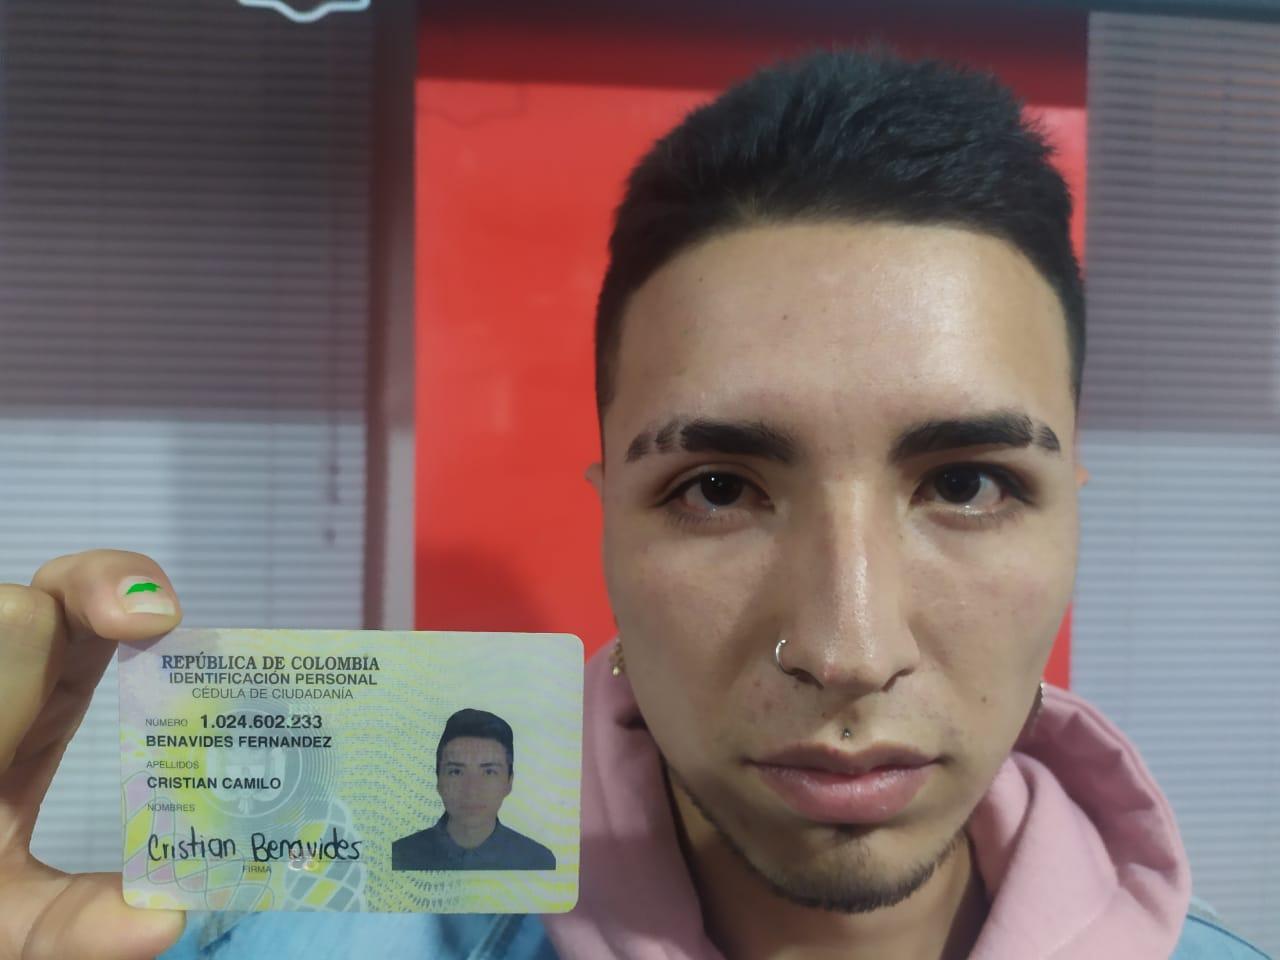 REPÚBLICA DE COLOMBIA
IDENTIFICACIÓN PERSONAL
CÉDULA DE CIUDADANÍA
NUMERO 1.024.602.233
BENAVIDES FERNANDEZ
APELLIDOS
CRISTIAN CAMILO
NOMBRES
Cristian Benavides
FIRMA